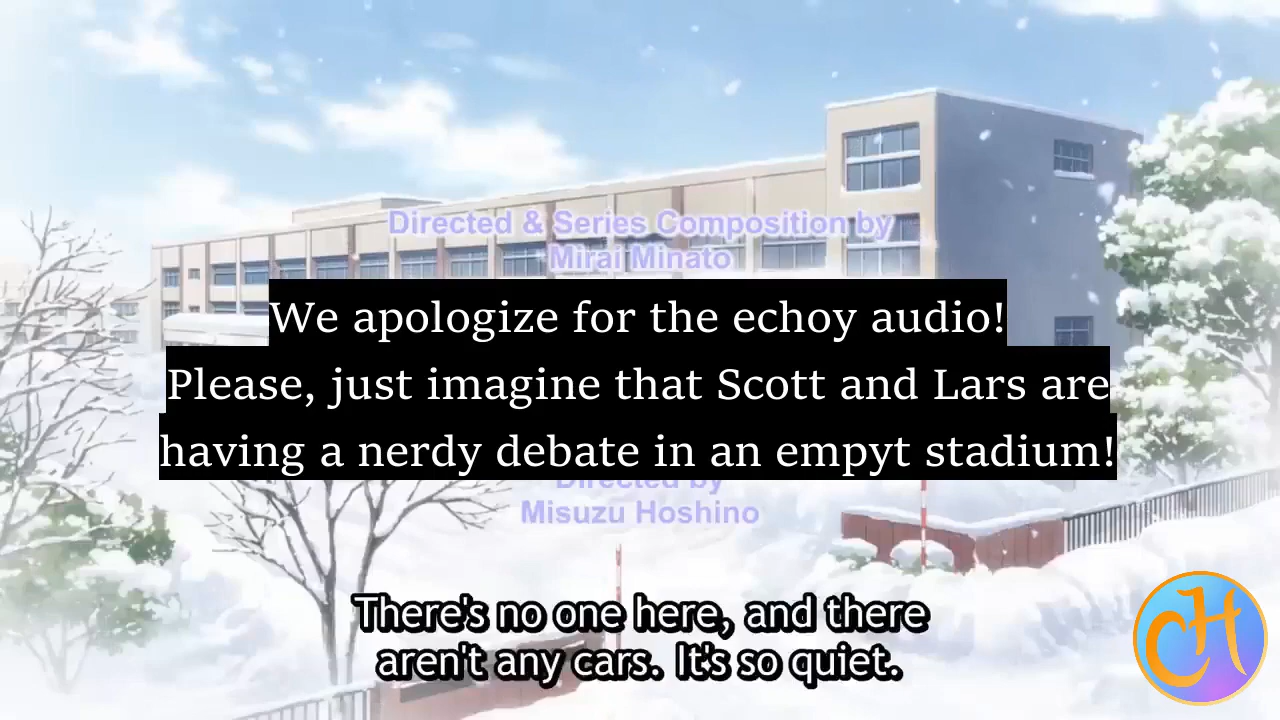 Directed & Series Composition by
Mirai Minato
We apologize for the echoy audio!
Please, just imagine that Scott and Lars are
having a nerdy debate in an empyt stadium!
Directed by
Misuzu Hoshino
There's no one here, and there
aren't any cars. It's so quiet.
CH